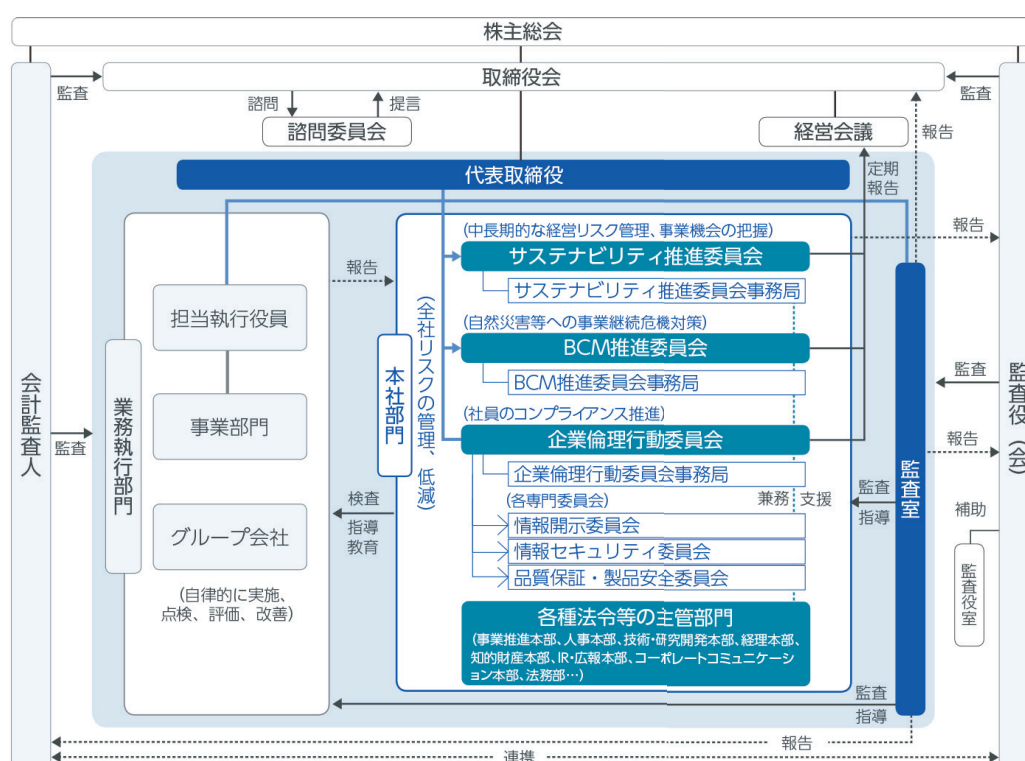 株主総会
取締役会
監査
監査
諮問
提言
報告
諮問委員会
経営会議
代表取締役
定期
報告
(中長期的な経営リスク管理、事業機会の把握)
報告
サステナビリティ推進委員会
報告
サステナビリティ推進委員会事務局
担当執行役員
(自然災害等への事業継続危機対策)
BCM推進委員会
(全社リスクの管理、低減)
本社部門
BCM推進委員会事務局
監査
会計監査人
監査役(会)
業務執行部門
事業部門
(社員のコンプライアンス推進)
監査
企業倫理行動委員会
報告
監査室
企業倫理行動委員会事務局
検査
指導
教育
(各専門委員会)
兼務
支援
監査
指導
グループ会社
情報開示委員会
補助
情報セキュリティ委員会
品質保証・製品安全委員会
監査役室
(自律的に実施、
点検、評価、改善)
各種法令等の主管部門
(事業推進本部、人事本部、技術・研究開発本部、経理本部、
知的財産本部、IR・広報本部、コーポレートコミュニケーシ
ョン本部、法務部…)
監査
指導
報告
連携